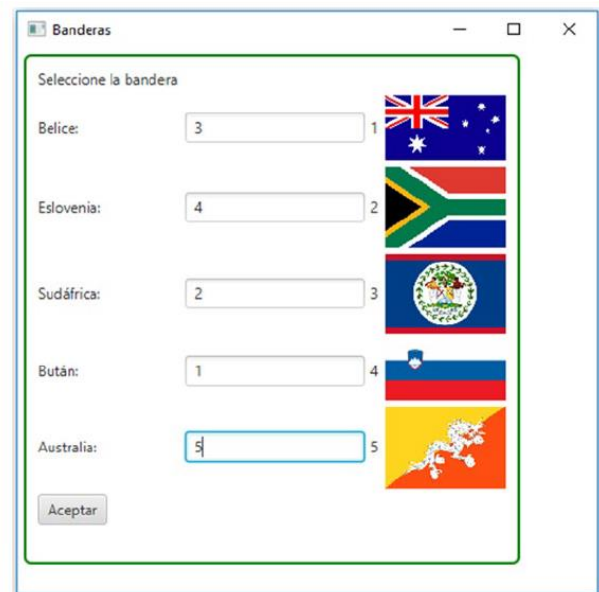 Banderas
Seleccione la bandera
Belice: 3 1
Eslovenia: 4 2
Sudáfrica: 2 3
Bután: 1 4
Australia: 5 5
Aceptar